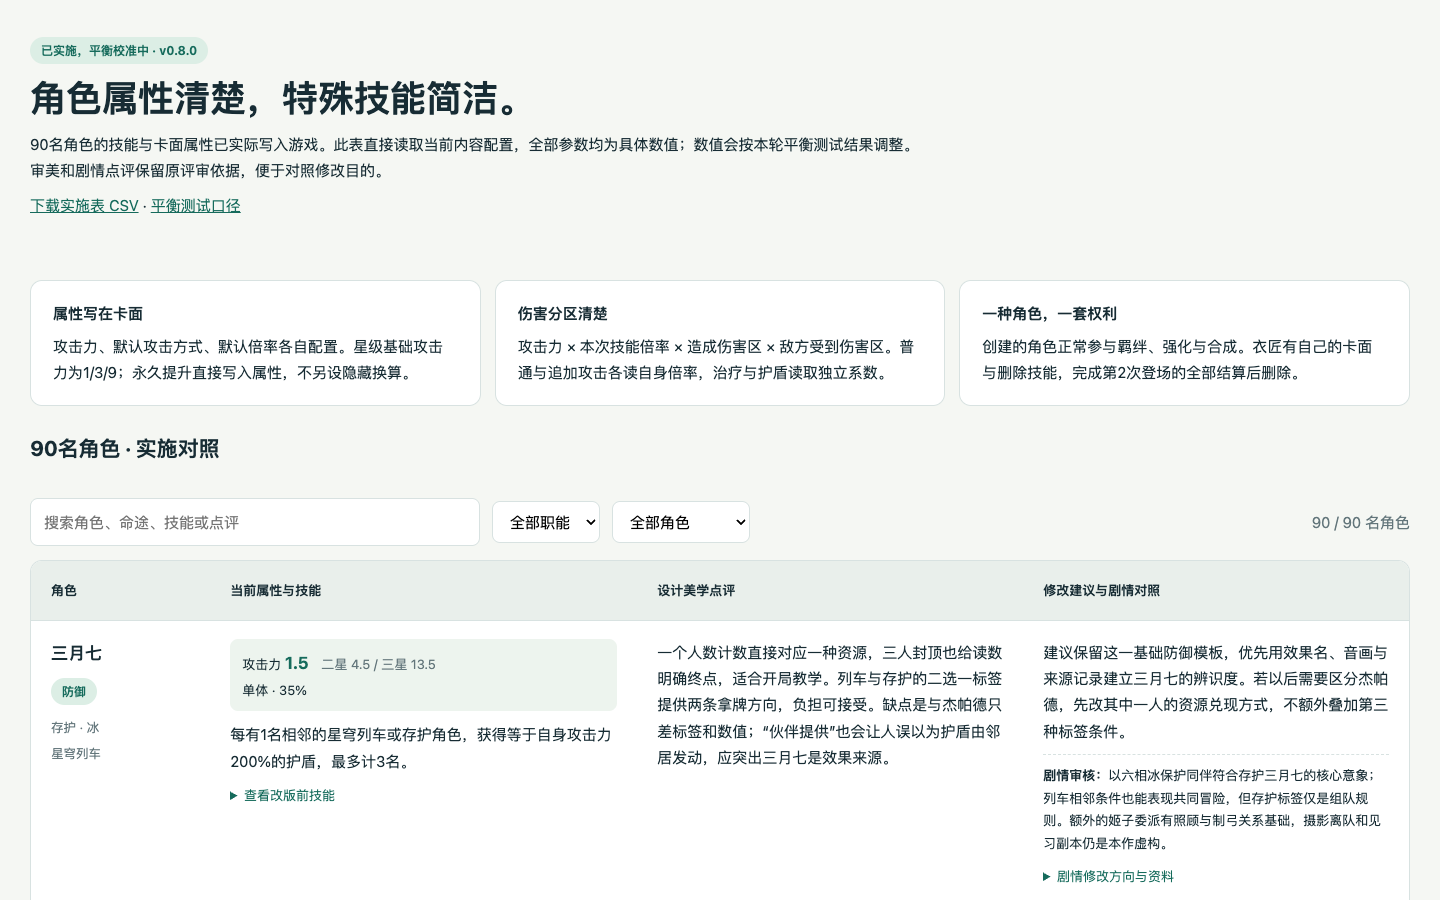 已实施，平衡校准中 · v0.8.0
角色属性清楚，特殊技能简洁。
90名角色的技能与卡面属性已实际写入游戏。此表直接读取当前内容配置，全部参数均为具体数值；数值会按本轮平衡测试结果调整。
审美和剧情点评保留原评审依据，便于对照修改目的。
下载实施表 CSV · 平衡测试口径
属性写在卡面
攻击力、默认攻击方式、默认倍率各自配置。星级基础攻击
力为1/3/9；永久提升直接写入属性，不另设隐藏换算。
伤害分区清楚
攻击力 × 本次技能倍率 × 造成伤害区 × 敌方受到伤害区。普
通与追加攻击各读自身倍率，治疗与护盾读取独立系数。
一种角色，一套权利
创建的角色正常参与羁绊、强化与合成。衣匠有自己的卡面
与删除技能，完成第2次登场的全部结算后删除。
90名角色 · 实施对照
搜索角色、命途、技能或点评
全部职能
全部角色
90 / 90 名角色
角色
当前属性与技能
设计美学点评
修改建议与剧情对照
三月七
防御
存护 · 冰
星穹列车
攻击力 1.5 二星 4.5 / 三星 13.5
单体 · 35%
每有1名相邻的星穹列车或存护角色，获得等于自身攻击力
200%的护盾，最多计3名。
▶ 查看改版前技能
一个人数计数直接对应一种资源，三人封顶也给读数
明确终点，适合开局教学。列车与存护的二选一标签
提供两条拿牌方向，负担可接受。缺点是与杰帕德只
差标签和数值；“伙伴提供”也会让人误以为护盾由邻
居发动，应突出三月七是效果来源。
建议保留这一基础防御模板，优先用效果名、音画与
来源记录建立三月七的辨识度。若以后需要区分杰帕
德，先改其中一人的资源兑现方式，不额外叠加第三
种标签条件。
剧情审核：以六相冰保护同伴符合存护三月七的核心意象；
列车相邻条件也能表现共同冒险，但存护标签仅是组队规
则。额外的姬子委派有照顾与制弓关系基础，摄影离队和见
习副本仍是本作虚构。
▶ 剧情修改方向与资料